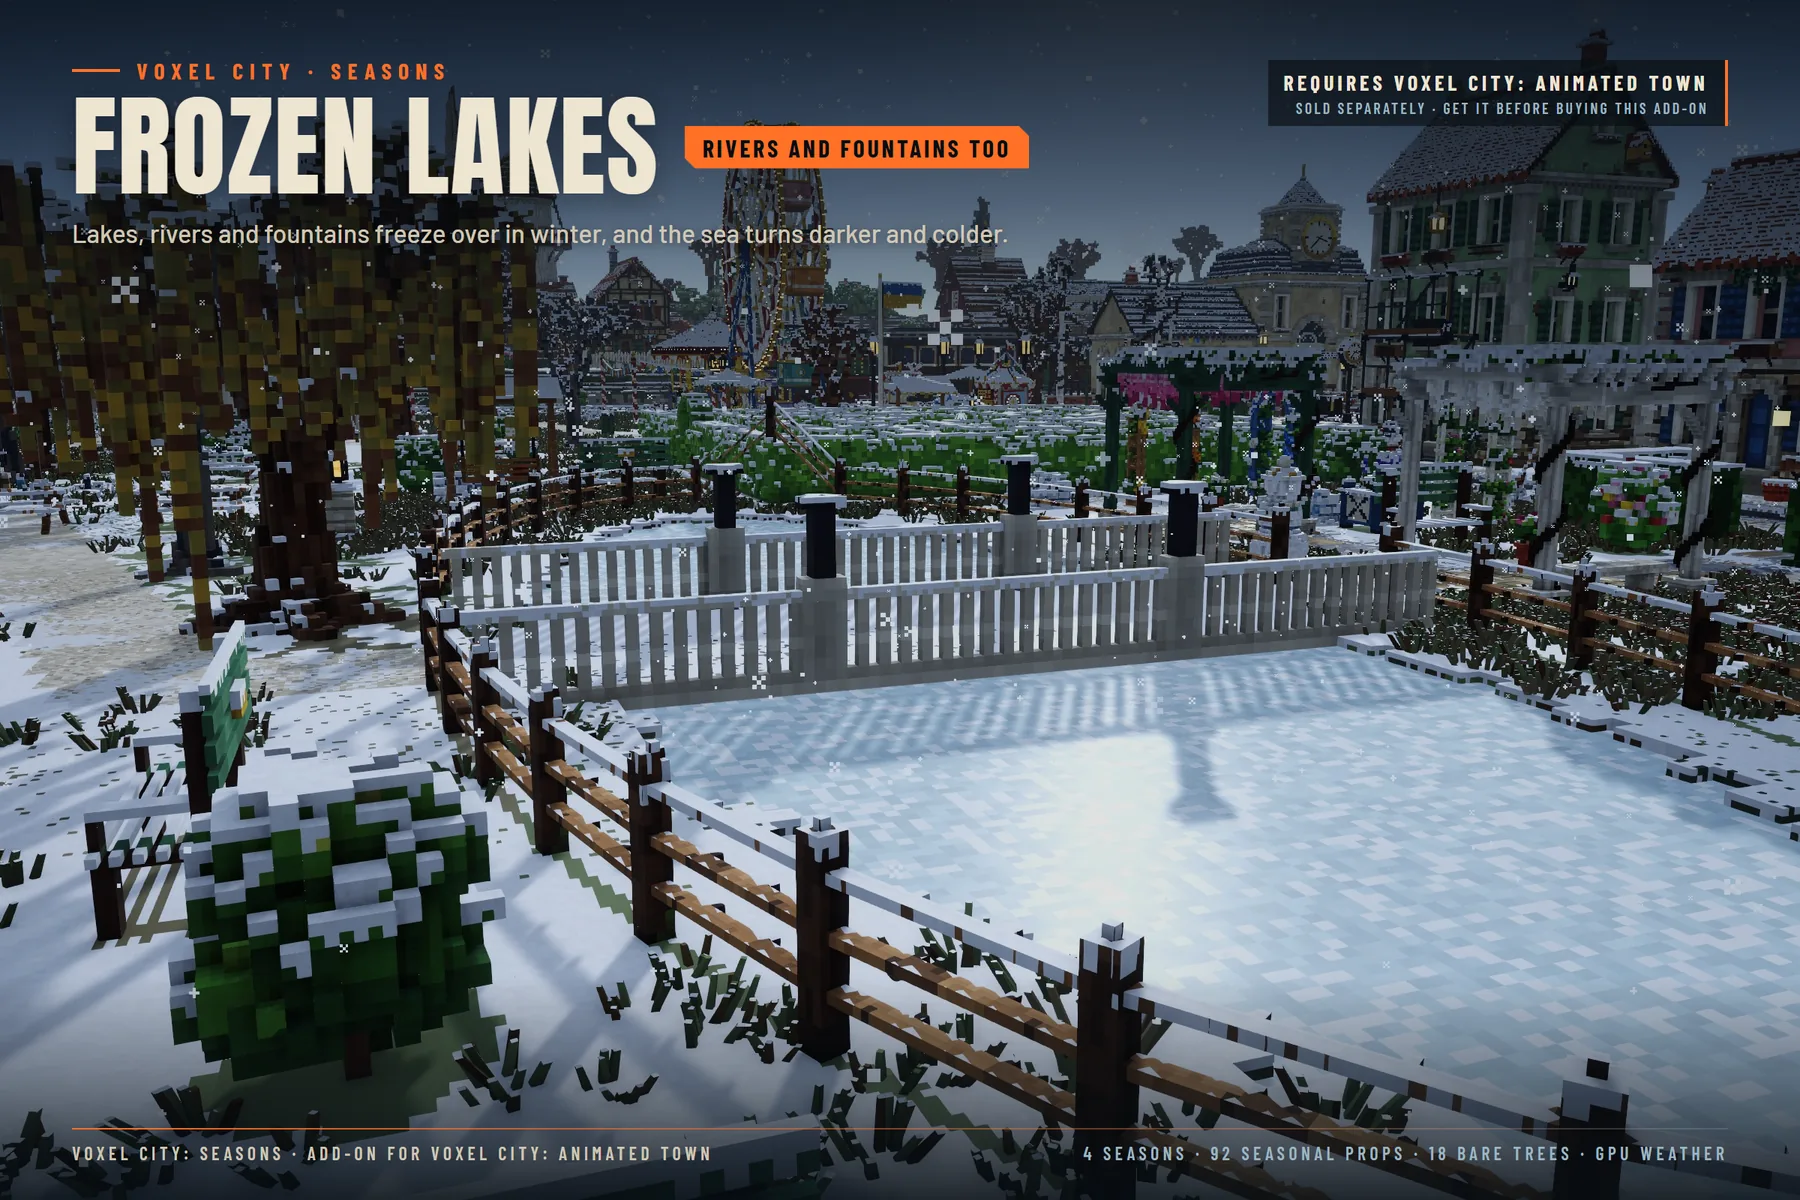 VOXEL CITY · SEASONS
FROZEN LAKES
RIVERS AND FOUNTAINS TOO
Lakes, rivers and fountains freeze over in winter, and the sea turns darker and colder.
REQUIRES VOXEL CITY: ANIMATED TOWN
SOLD SEPARATELY · GET IT BEFORE BUYING THIS ADD-ON
VOXEL CITY: SEASONS · ADD-ON FOR VOXEL CITY: ANIMATED TOWN
4 SEASONS · 92 SEASONAL PROPS · 18 BARE TREES · GPU WEATHER